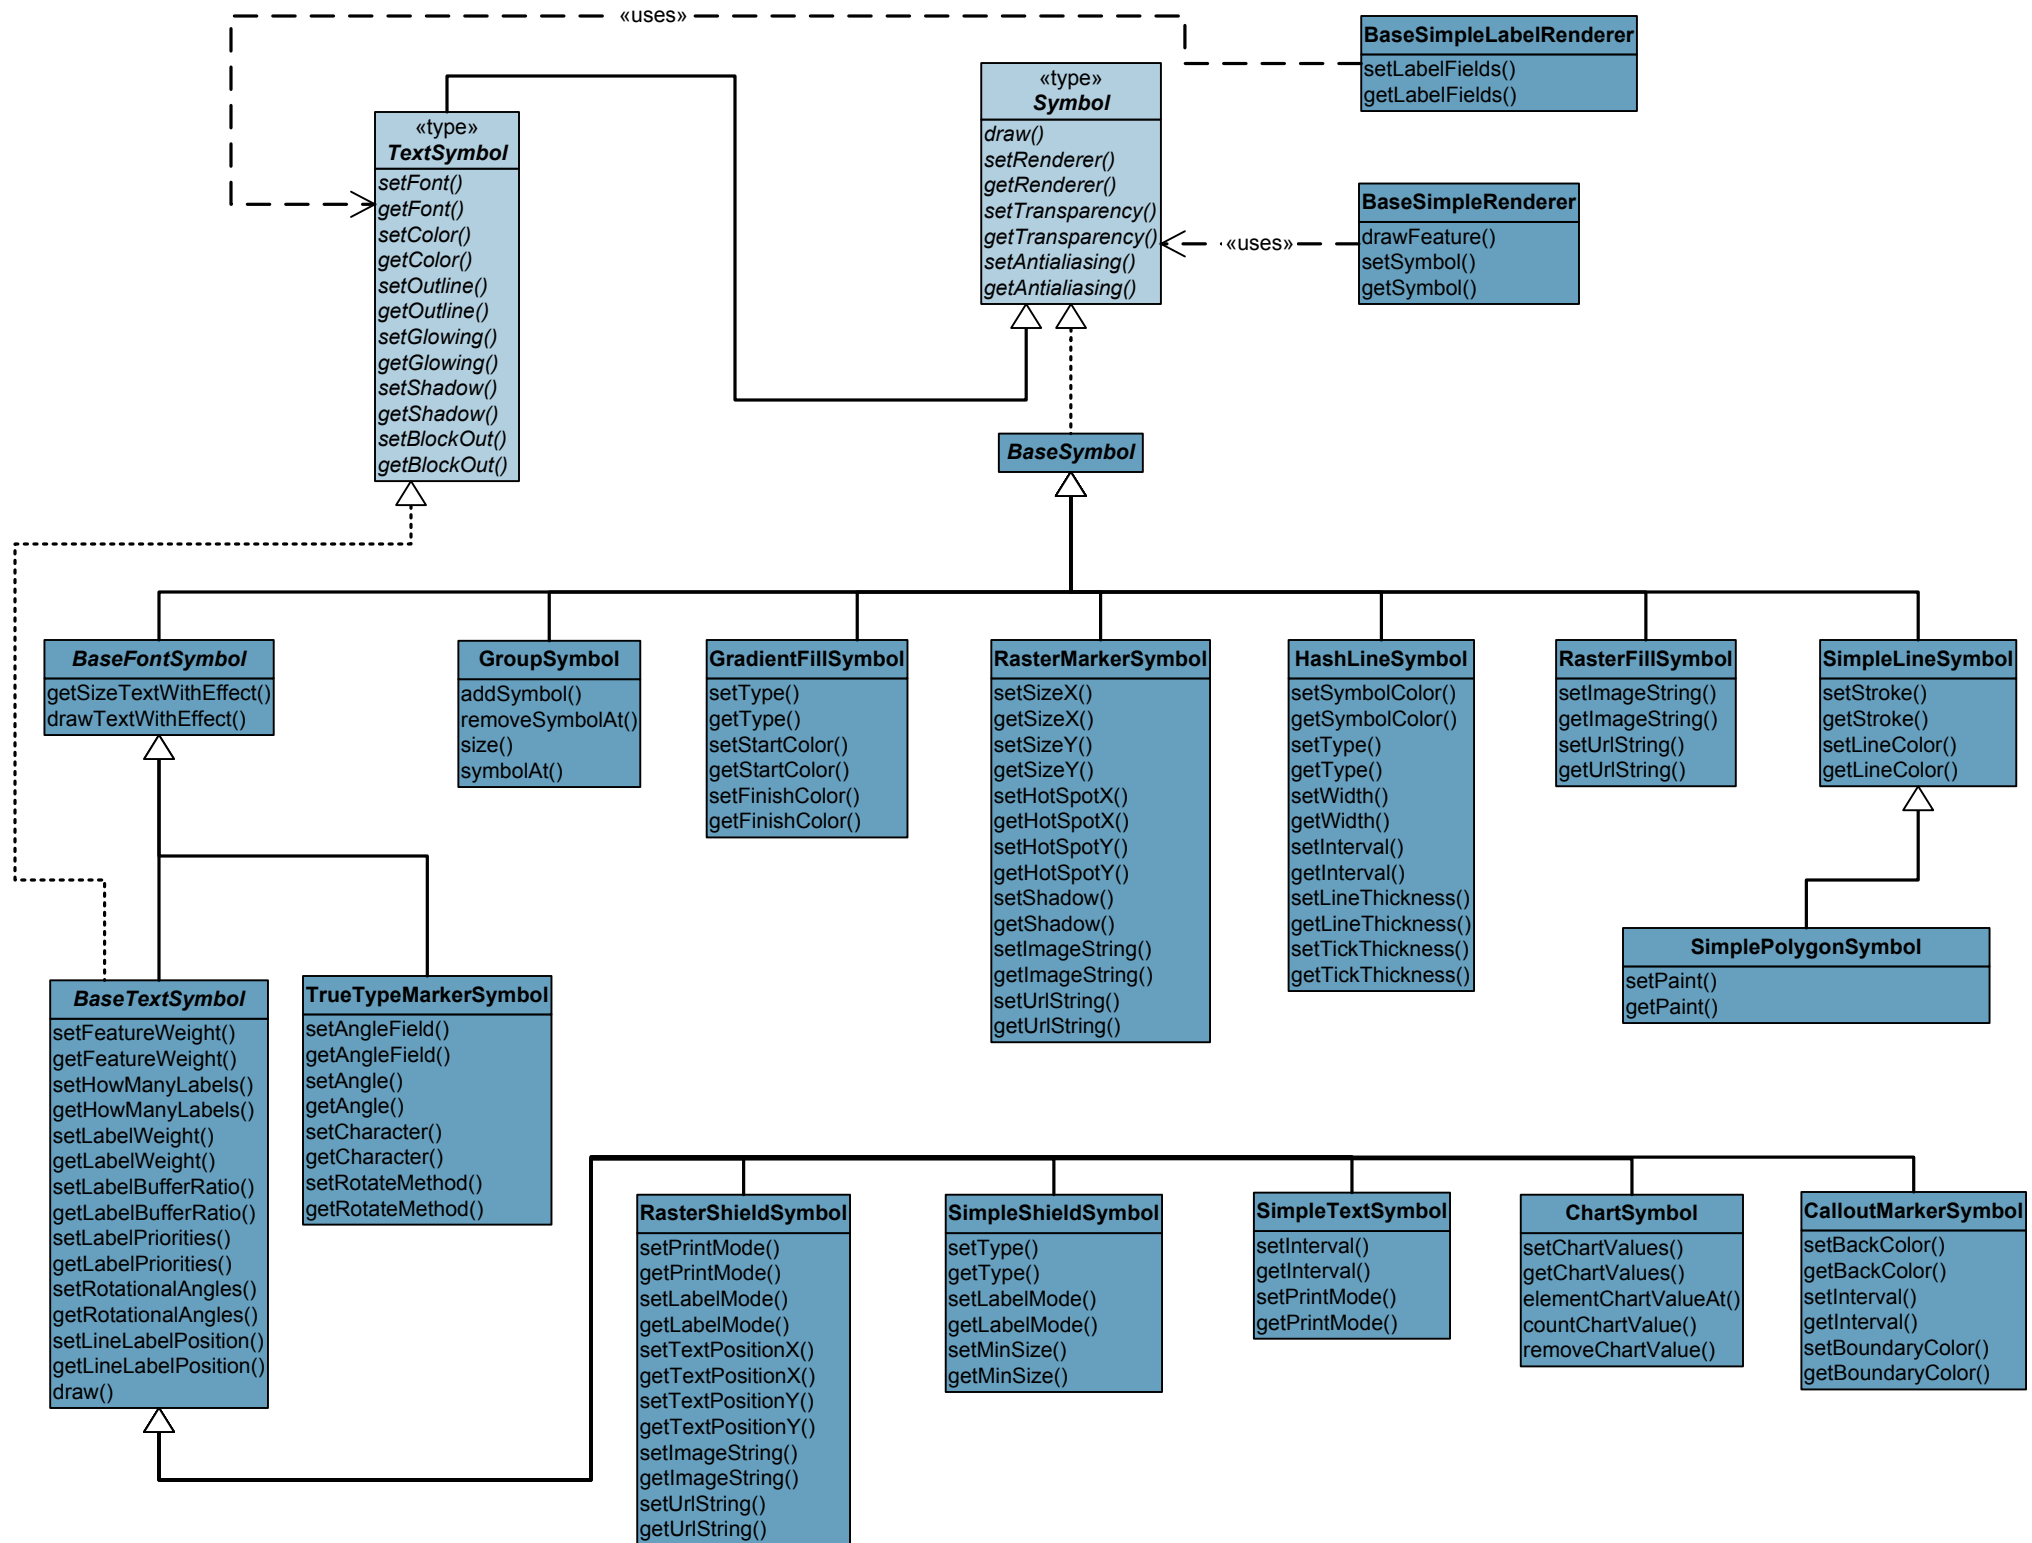 «uses»
BaseSimpleLabelRenderer
setLabelFields()
getLabelFields()
«type»
Symbol
draw()
setRenderer()
getRenderer()
setTransparency()
getTransparency()
setAntialiasing()
getAntialiasing()
«type»
TextSymbol
setFont()
getFont()
setColor()
getColor()
setOutline()
getOutline()
setGlowing()
getGlowing()
setShadow()
getShadow()
setBlockOut()
getBlockOut()
«uses»
BaseSimpleRenderer
drawFeature()
setSymbol()
getSymbol()
BaseSymbol
BaseFontSymbol
getSizeTextWithEffect()
drawTextWithEffect()
GroupSymbol
addSymbol()
removeSymbolAt()
size()
symbolAt()
GradientFillSymbol
setType()
getType()
setStartColor()
getStartColor()
setFinishColor()
getFinishColor()
RasterMarkerSymbol
setSizeX()
getSizeX()
setSizeY()
getSizeY()
setHotSpotX()
getHotSpotX()
setHotSpotY()
getHotSpotY()
setShadow()
getShadow()
setImageString()
getImageString()
setUrlString()
getUrlString()
HashLineSymbol
setSymbolColor()
getSymbolColor()
setType()
getType()
setWidth()
getWidth()
setInterval()
getInterval()
setLineThickness()
getLineThickness()
setTickThickness()
getTickThickness()
RasterFillSymbol
setImageString()
getImageString()
setUrlString()
getUrlString()
SimpleLineSymbol
setStroke()
getStroke()
setLineColor()
getLineColor()
SimplePolygonSymbol
setPaint()
getPaint()
BaseTextSymbol
setFeatureWeight()
getFeatureWeight()
setHowManyLabels()
getHowManyLabels()
setLabelWeight()
getLabelWeight()
setLabelBufferRatio()
getLabelBufferRatio()
setLabelPriorities()
getLabelPriorities()
setRotationalAngles()
getRotationalAngles()
setLineLabelPosition()
getLineLabelPosition()
draw()
TrueTypeMarkerSymbol
setAngleField()
getAngleField()
setAngle()
getAngle()
setCharacter()
getCharacter()
setRotateMethod()
getRotateMethod()
RasterShieldSymbol
setPrintMode()
getPrintMode()
setLabelMode()
getLabelMode()
setTextPositionX()
getTextPositionX()
setTextPositionY()
getTextPositionY()
setImageString()
getImageString()
setUrlString()
getUrlString()
SimpleShieldSymbol
setType()
getType()
setLabelMode()
getLabelMode()
setMinSize()
getMinSize()
SimpleTextSymbol
setInterval()
getInterval()
setPrintMode()
getPrintMode()
ChartSymbol
setChartValues()
getChartValues()
elementChartValueAt()
countChartValue()
removeChartValue()
CalloutMarkerSymbol
setBackColor()
getBackColor()
setInterval()
getInterval()
setBoundaryColor()
getBoundaryColor()